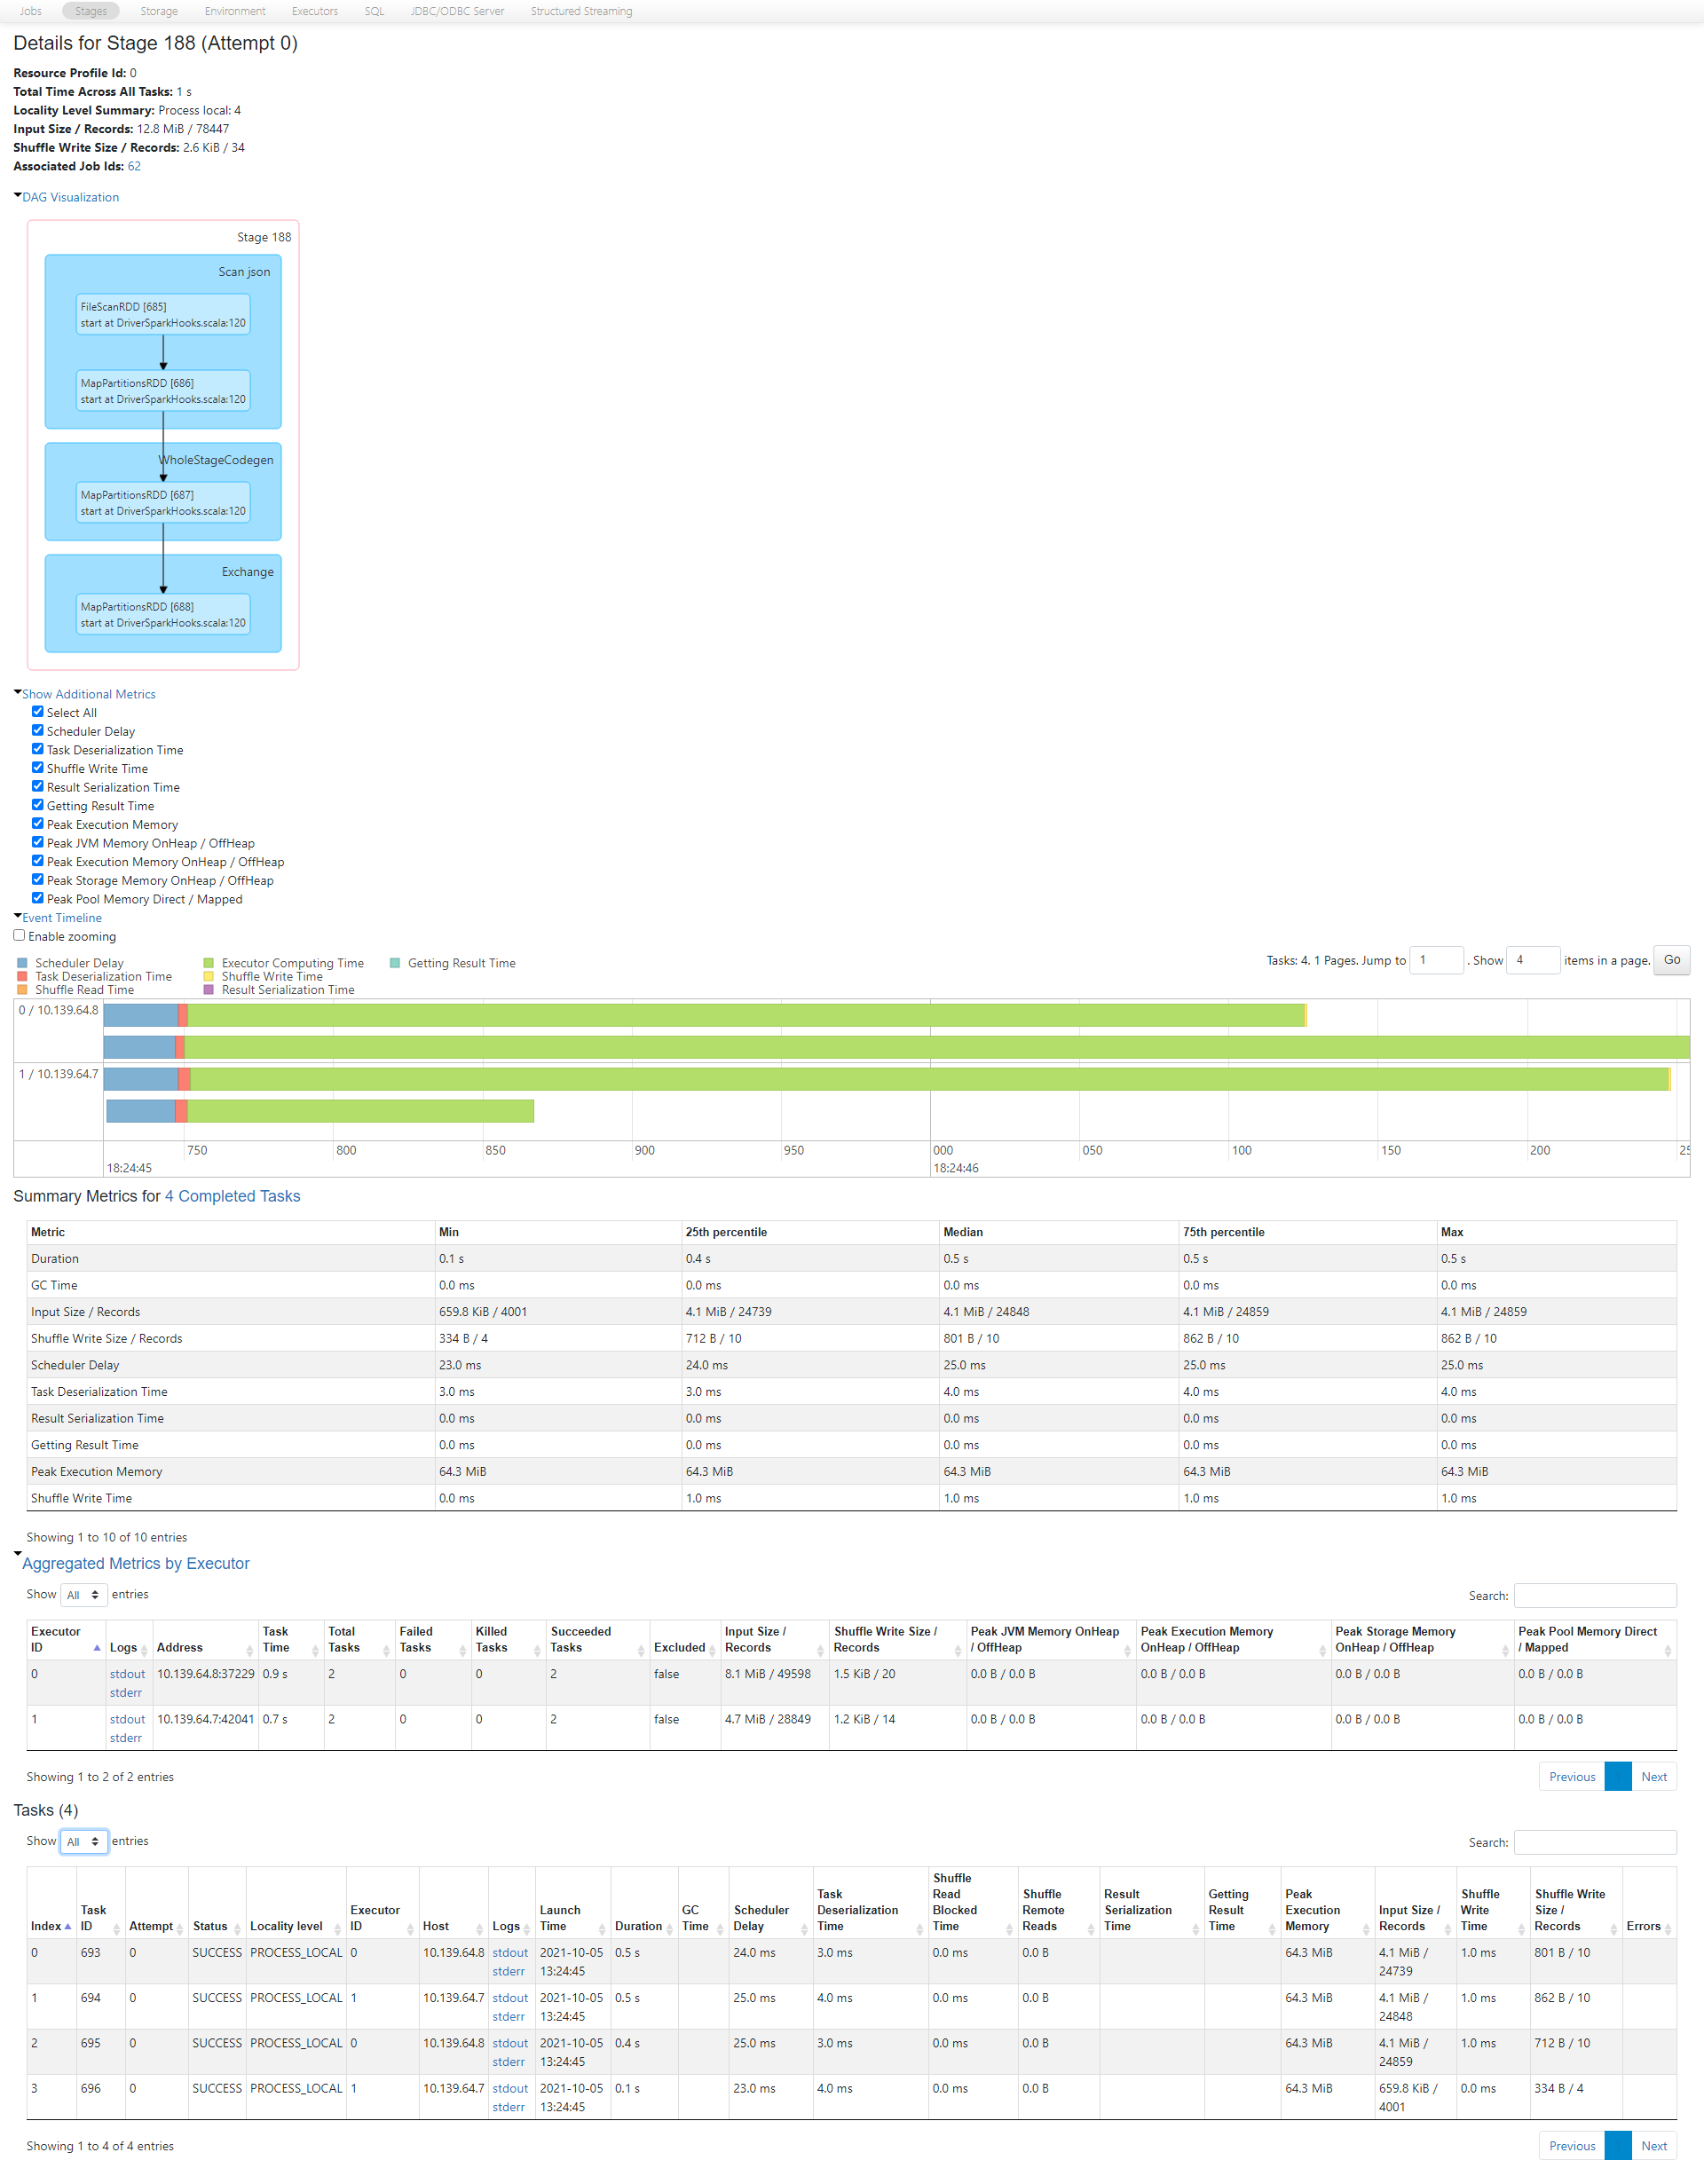 Jobs Stages Storage Environment Executors SQL JDBC/ODBC Server Structured Streaming
Details for Stage 188 (Attempt 0)
Resource Profile Id: 0
Total Time Across All Tasks: 1 s
Locality Level Summary: Process local: 4
Input Size / Records: 12.8 MiB / 78447
Shuffle Write Size / Records: 2.6 KiB / 34
Associated Job Ids: 62
DAG Visualization
Stage 188
Scan json
FileScanRDD [685]
start at DriverSparkHooks.scala:120
MapPartitionsRDD [686]
start at DriverSparkHooks.scala:120
WholeStageCodegen
MapPartitionsRDD [687]
start at DriverSparkHooks.scala:120
Exchange
MapPartitionsRDD [688]
start at DriverSparkHooks.scala:120
Show Additional Metrics
Select All
Scheduler Delay
Task Deserialization Time
Shuffle Write Time
Result Serialization Time
Getting Result Time
Peak Execution Memory
Peak JVM Memory OnHeap / OffHeap
Peak Execution Memory OnHeap / OffHeap
Peak Storage Memory OnHeap / OffHeap
Peak Pool Memory Direct / Mapped
Event Timeline
Enable zooming
Tasks: 4. 1 Pages. Jump to 1 . Show 4 items in a page. Go
Scheduler Delay Executor Computing Time Getting Result Time
Task Deserialization Time Shuffle Write Time
Shuffle Read Time Result Serialization Time
0 / 10.139.64.8
1 / 10.139.64.7
750 800 850 900 950 000 050 100 150 200 25
18:24:45 18:24:46
Summary Metrics for 4 Completed Tasks
Metric Min 25th percentile Median 75th percentile Max
Duration 0.1 s 0.4 s 0.5 s 0.5 s 0.5 s
GC Time 0.0 ms 0.0 ms 0.0 ms 0.0 ms 0.0 ms
Input Size / Records 659.8 KiB / 4001 4.1 MiB / 24739 4.1 MiB / 24848 4.1 MiB / 24859 4.1 MiB / 24859
Shuffle Write Size / Records 334 B / 4 712 B / 10 801 B / 10 862 B / 10 862 B / 10
Scheduler Delay 23.0 ms 24.0 ms 25.0 ms 25.0 ms 25.0 ms
Task Deserialization Time 3.0 ms 3.0 ms 4.0 ms 4.0 ms 4.0 ms
Result Serialization Time 0.0 ms 0.0 ms 0.0 ms 0.0 ms 0.0 ms
Getting Result Time 0.0 ms 0.0 ms 0.0 ms 0.0 ms 0.0 ms
Peak Execution Memory 64.3 MiB 64.3 MiB 64.3 MiB 64.3 MiB 64.3 MiB
Shuffle Write Time 0.0 ms 1.0 ms 1.0 ms 1.0 ms 1.0 ms
Showing 1 to 10 of 10 entries
Aggregated Metrics by Executor
Show All entries Search:
Executor ID Logs Address Task Time Total Tasks Failed Tasks Killed Tasks Succeeded Tasks Excluded Input Size / Records Shuffle Write Size / Records Peak JVM Memory OnHeap / OffHeap Peak Execution Memory OnHeap / OffHeap Peak Storage Memory OnHeap / OffHeap Peak Pool Memory Direct / Mapped
0 stdout 10.139.64.8:37229 0.9 s 2 0 0 2 false 8.1 MiB / 49598 1.5 KiB / 20 0.0 B / 0.0 B 0.0 B / 0.0 B 0.0 B / 0.0 B 0.0 B / 0.0 B
stderr
1 stdout 10.139.64.7:42041 0.7 s 2 0 0 2 false 4.7 MiB / 28849 1.2 KiB / 14 0.0 B / 0.0 B 0.0 B / 0.0 B 0.0 B / 0.0 B 0.0 B / 0.0 B
stderr
Showing 1 to 2 of 2 entries Previous Next
Tasks (4)
Show All entries Search:
Index Task ID Attempt Status Locality level Executor ID Host Logs Launch Time Duration GC Time Scheduler Delay Task Deserialization Time Shuffle Read Blocked Time Shuffle Remote Reads Result Serialization Time Getting Result Time Peak Execution Memory Input Size / Records Shuffle Write Time Shuffle Write Size / Records Errors
0 693 0 SUCCESS PROCESS_LOCAL 0 10.139.64.8 stdout 2021-10-05 0.5 s 24.0 ms 3.0 ms 0.0 ms 0.0 B 64.3 MiB 4.1 MiB / 1.0 ms 801 B / 10
stderr 13:24:45 24739
1 694 0 SUCCESS PROCESS_LOCAL 1 10.139.64.7 stdout 2021-10-05 0.5 s 25.0 ms 4.0 ms 0.0 ms 0.0 B 64.3 MiB 4.1 MiB / 1.0 ms 862 B / 10
stderr 13:24:45 24848
2 695 0 SUCCESS PROCESS_LOCAL 0 10.139.64.8 stdout 2021-10-05 0.4 s 25.0 ms 3.0 ms 0.0 ms 0.0 B 64.3 MiB 4.1 MiB / 1.0 ms 712 B / 10
stderr 13:24:45 24859
3 696 0 SUCCESS PROCESS_LOCAL 1 10.139.64.7 stdout 2021-10-05 0.1 s 23.0 ms 4.0 ms 0.0 ms 0.0 B 64.3 MiB 659.8 KiB / 0.0 ms 334 B / 4
stderr 13:24:45 4001
Showing 1 to 4 of 4 entries Previous Next